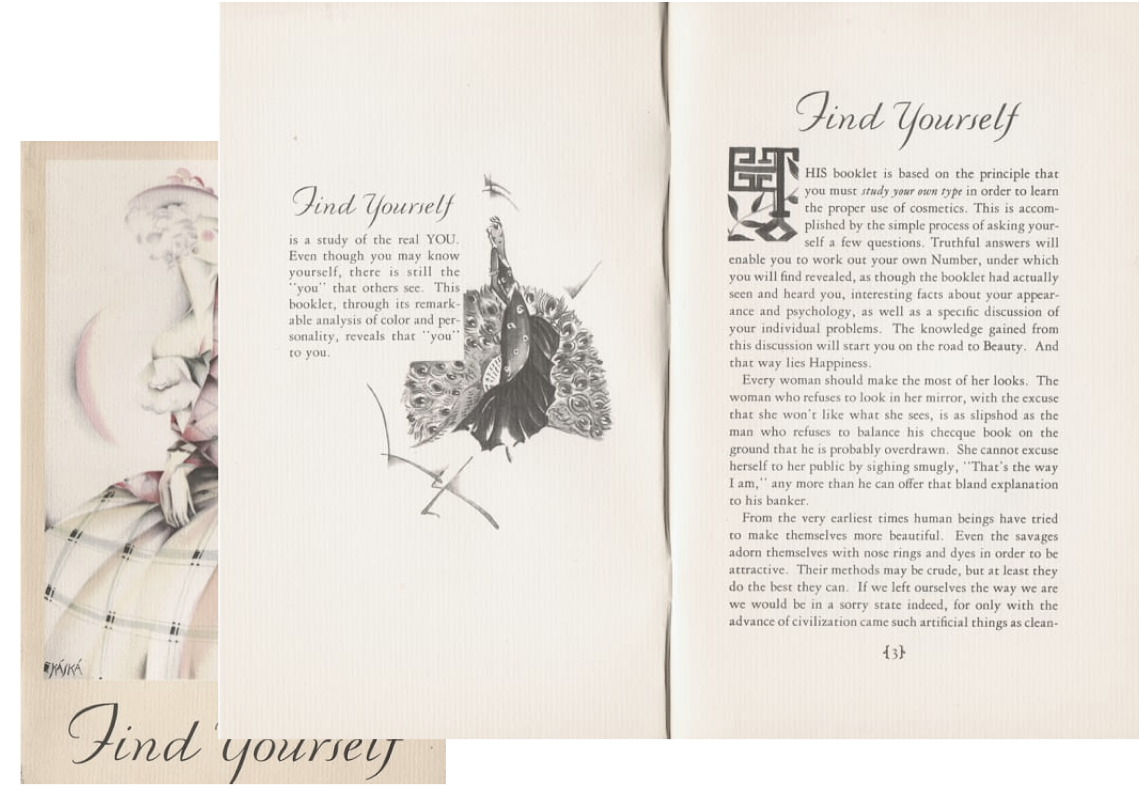 Find Yourself
is a study of the real YOU.
Even though you may know
yourself, there is still the
"you" that others see. This
booklet, through its remark-
able analysis of color and per-
sonality, reveals that "you"
to you.
Find Yourself
THIS booklet is based on the principle that
you must study your own type in order to learn
the proper use of cosmetics. This is accom-
plished by the simple process of asking your-
self a few questions. Truthful answers will
enable you to work out your own Number, under which
you will find revealed, as though the booklet had actually
seen and heard you, interesting facts about your appear-
ance and psychology, as well as a specific discussion of
your individual problems. The knowledge gained from
this discussion will start you on the road to Beauty. And
that way lies Happiness.
Every woman should make the most of her looks. The
woman who refuses to look in her mirror, with the excuse
that she won't like what she sees, is as slipshod as the
man who refuses to balance his checque book on the
ground that he is probably overdrawn. She cannot excuse
herself to her public by sighing smugly, "That's the way
I am," any more than he can offer that bland explanation
to his banker.
From the very earliest times human beings have tried
to make themselves more beautiful. Even the savages
adorn themselves with nose rings and dyes in order to be
attractive. Their methods may be crude, but at least they
do the best they can. If we left ourselves the way we are
we would be in a sorry state indeed, for only with the
advance of civilization came such artificial things as clean-
{3}
KÁSKÁ
Find Yourself